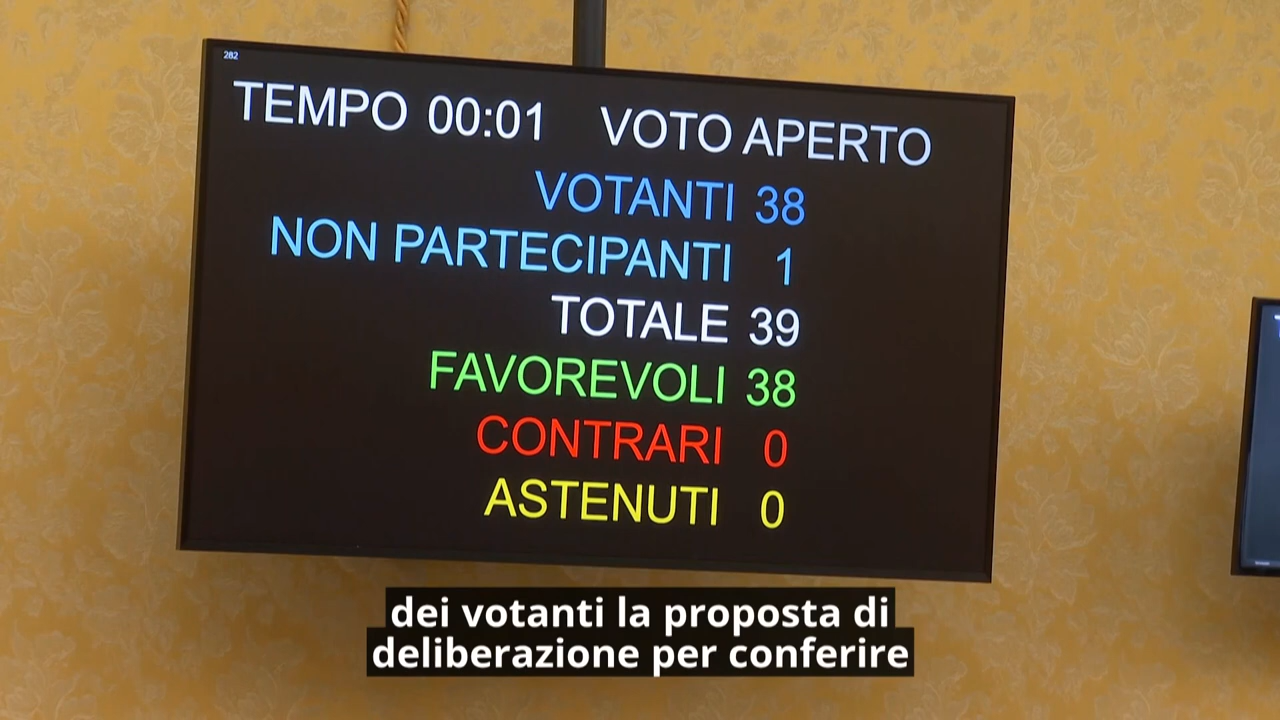 282
TEMPO 00:01 VOTO APERTO
VOTANTI 38
NON PARTECIPANTI 1
TOTALE 39
FAVOREVOLI 38
CONTRARI 0
ASTENUTI 0
dei votanti la proposta di
deliberazione per conferire